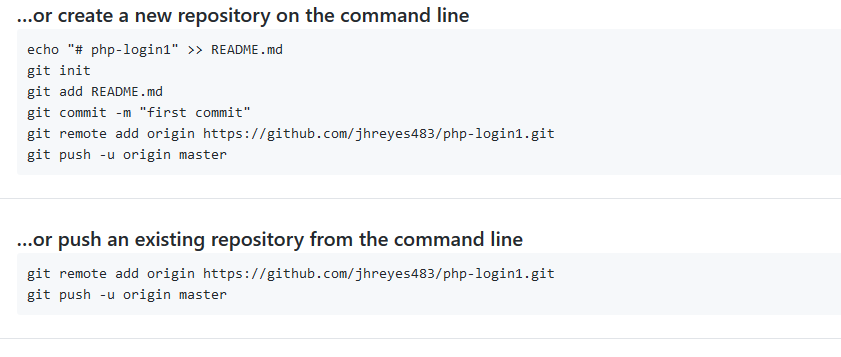 ...or create a new repository on the command line
echo "# php-login1" >> README.md
git init
git add README.md
git commit -m "first commit"
git remote add origin https://github.com/jhreyes483/php-login1.git
git push -u origin master
...or push an existing repository from the command line
git remote add origin https://github.com/jhreyes483/php-login1.git
git push -u origin master